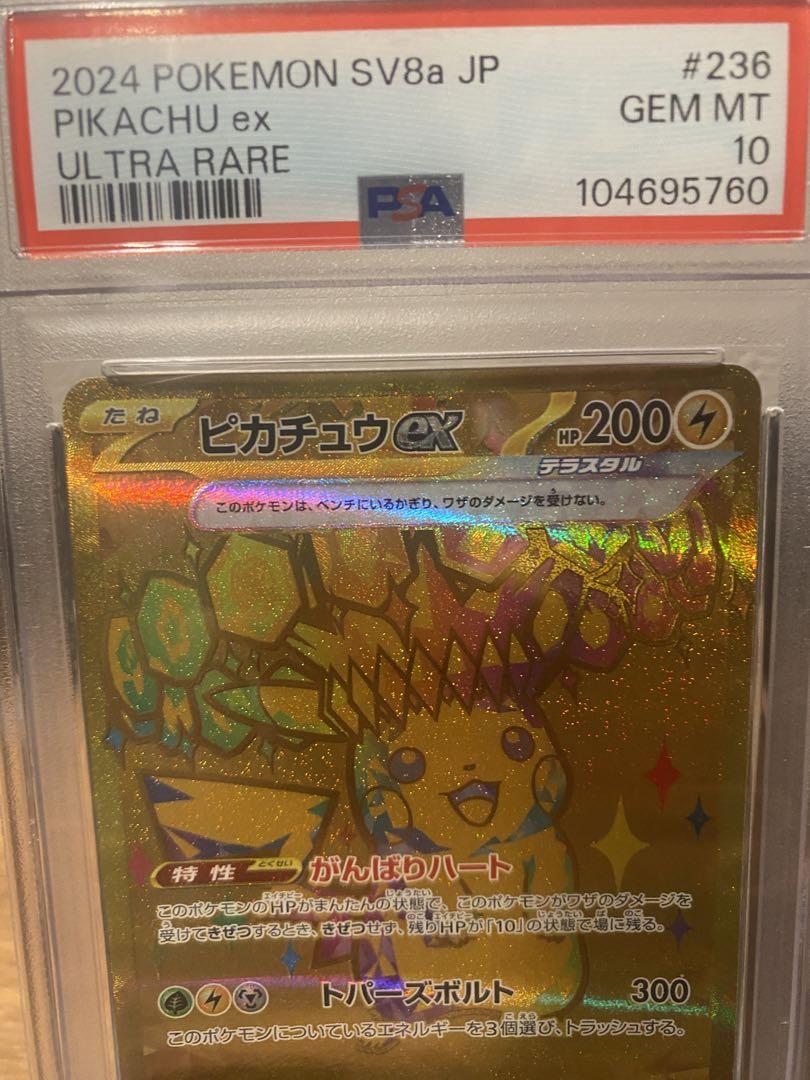 2024 POKEMON SV8a JP #236
PIKACHU ex GEM MT
ULTRA RARE 10
PSA 104695760
たね ピカチュウex HP200
テラスタル
このポケモンは、ベンチにいるかぎり、ワザのダメージを受けない。
特性 とくせい がんばりハート
このポケモンのHPがまんたんの状態で、このポケモンがワザのダメージを
受けてきぜつするとき、きぜつせず、残りHPが「10」の状態で場に残る。
トパーズボルト 300
このポケモンについているエネルギーを3個選び、トラッシュする。